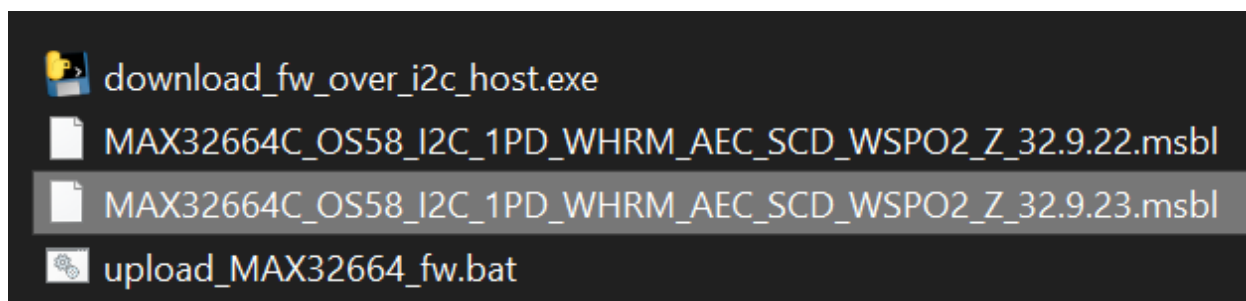 download_fw_over_i2c_host.exe
MAX32664C_OS58_I2C_1PD_WHRM_AEC_SCD_WSPO2_Z_32.9.22.msbl
MAX32664C_OS58_I2C_1PD_WHRM_AEC_SCD_WSPO2_Z_32.9.23.msbl
upload_MAX32664_fw.bat